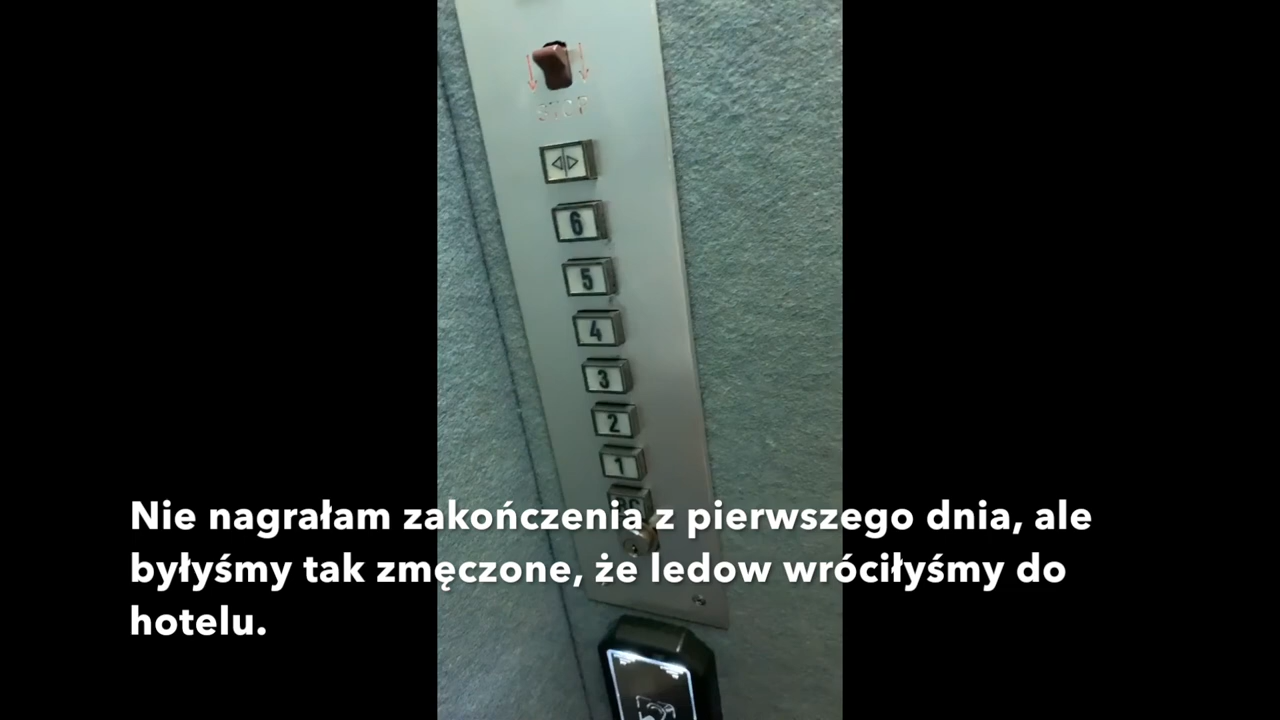 STOP
6
5
4
3
2
1
Nie nagrałam zakończenia z pierwszego dnia, ale
byłyśmy tak zmęczone, że ledow wróciłyśmy do
hotelu.